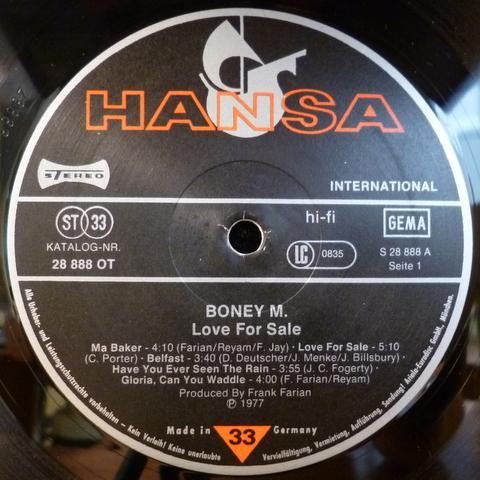 HANSA
STEREO
INTERNATIONAL
ST 33
hi-fi
GEMA
KATALOG-NR.
LC 0835
S 28 888 A
28 888 OT
Seite 1
BONEY M.
Love For Sale
Ma Baker - 4:10 (Farian/Reyam/F. Jay) · Love For Sale - 5:10
(C. Porter) · Belfast - 3:40 (D. Deutscher/J. Menke/J. Billsbury) ·
Have You Ever Seen The Rain - 3:55 (J. C. Fogerty) ·
Gloria, Can You Waddle - 4:00 (F. Farian/Reyam)
Produced By Frank Farian
℗ 1977
Made in Germany
33
Alle Urheber- und Leistungsschutzrechte vorbehalten - Kein Verleih! Keine unerlaubte
Vervielfältigung, Vermietung, Aufführung, Sendung! Ariola-Eurodisc GmbH, München.